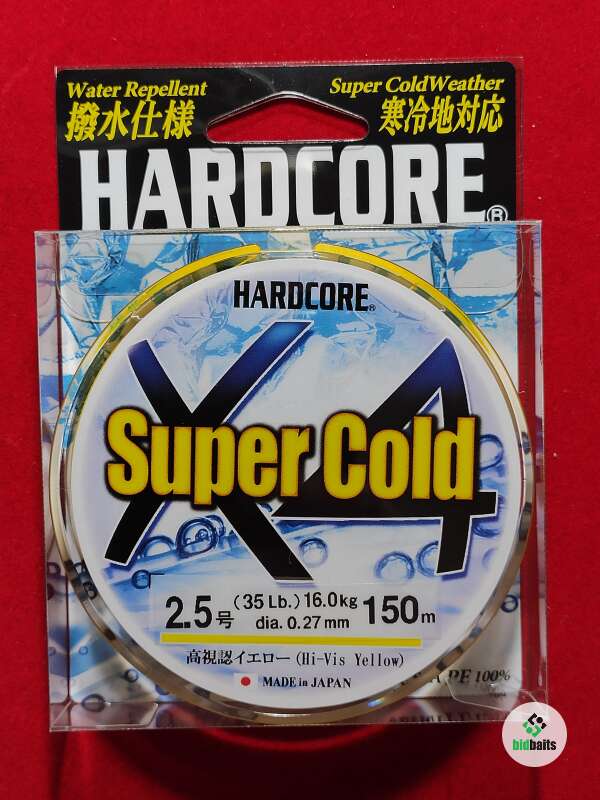 Water Repellent
撥水仕様
Super ColdWeather
寒冷地対応
HARDCORE®
HARDCORE®
X4
Super Cold
2.5号 (35 Lb.) 16.0kg dia. 0.27mm 150m
高視認イエロー (Hi-Vis Yellow)
MADE in JAPAN
PE 100%
bidbaits